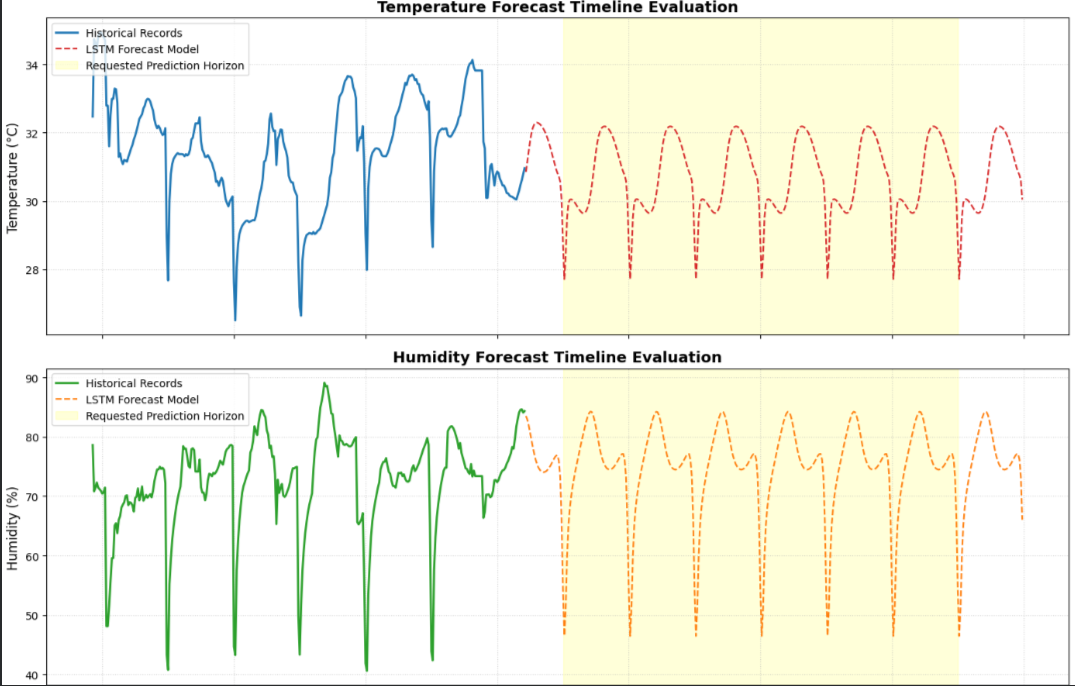 Temperature Forecast Timeline Evaluation
Historical Records
LSTM Forecast Model
Requested Prediction Horizon
34
32
30
28
Temperature (°C)
Humidity Forecast Timeline Evaluation
Historical Records
LSTM Forecast Model
Requested Prediction Horizon
90
80
70
60
50
40
Humidity (%)